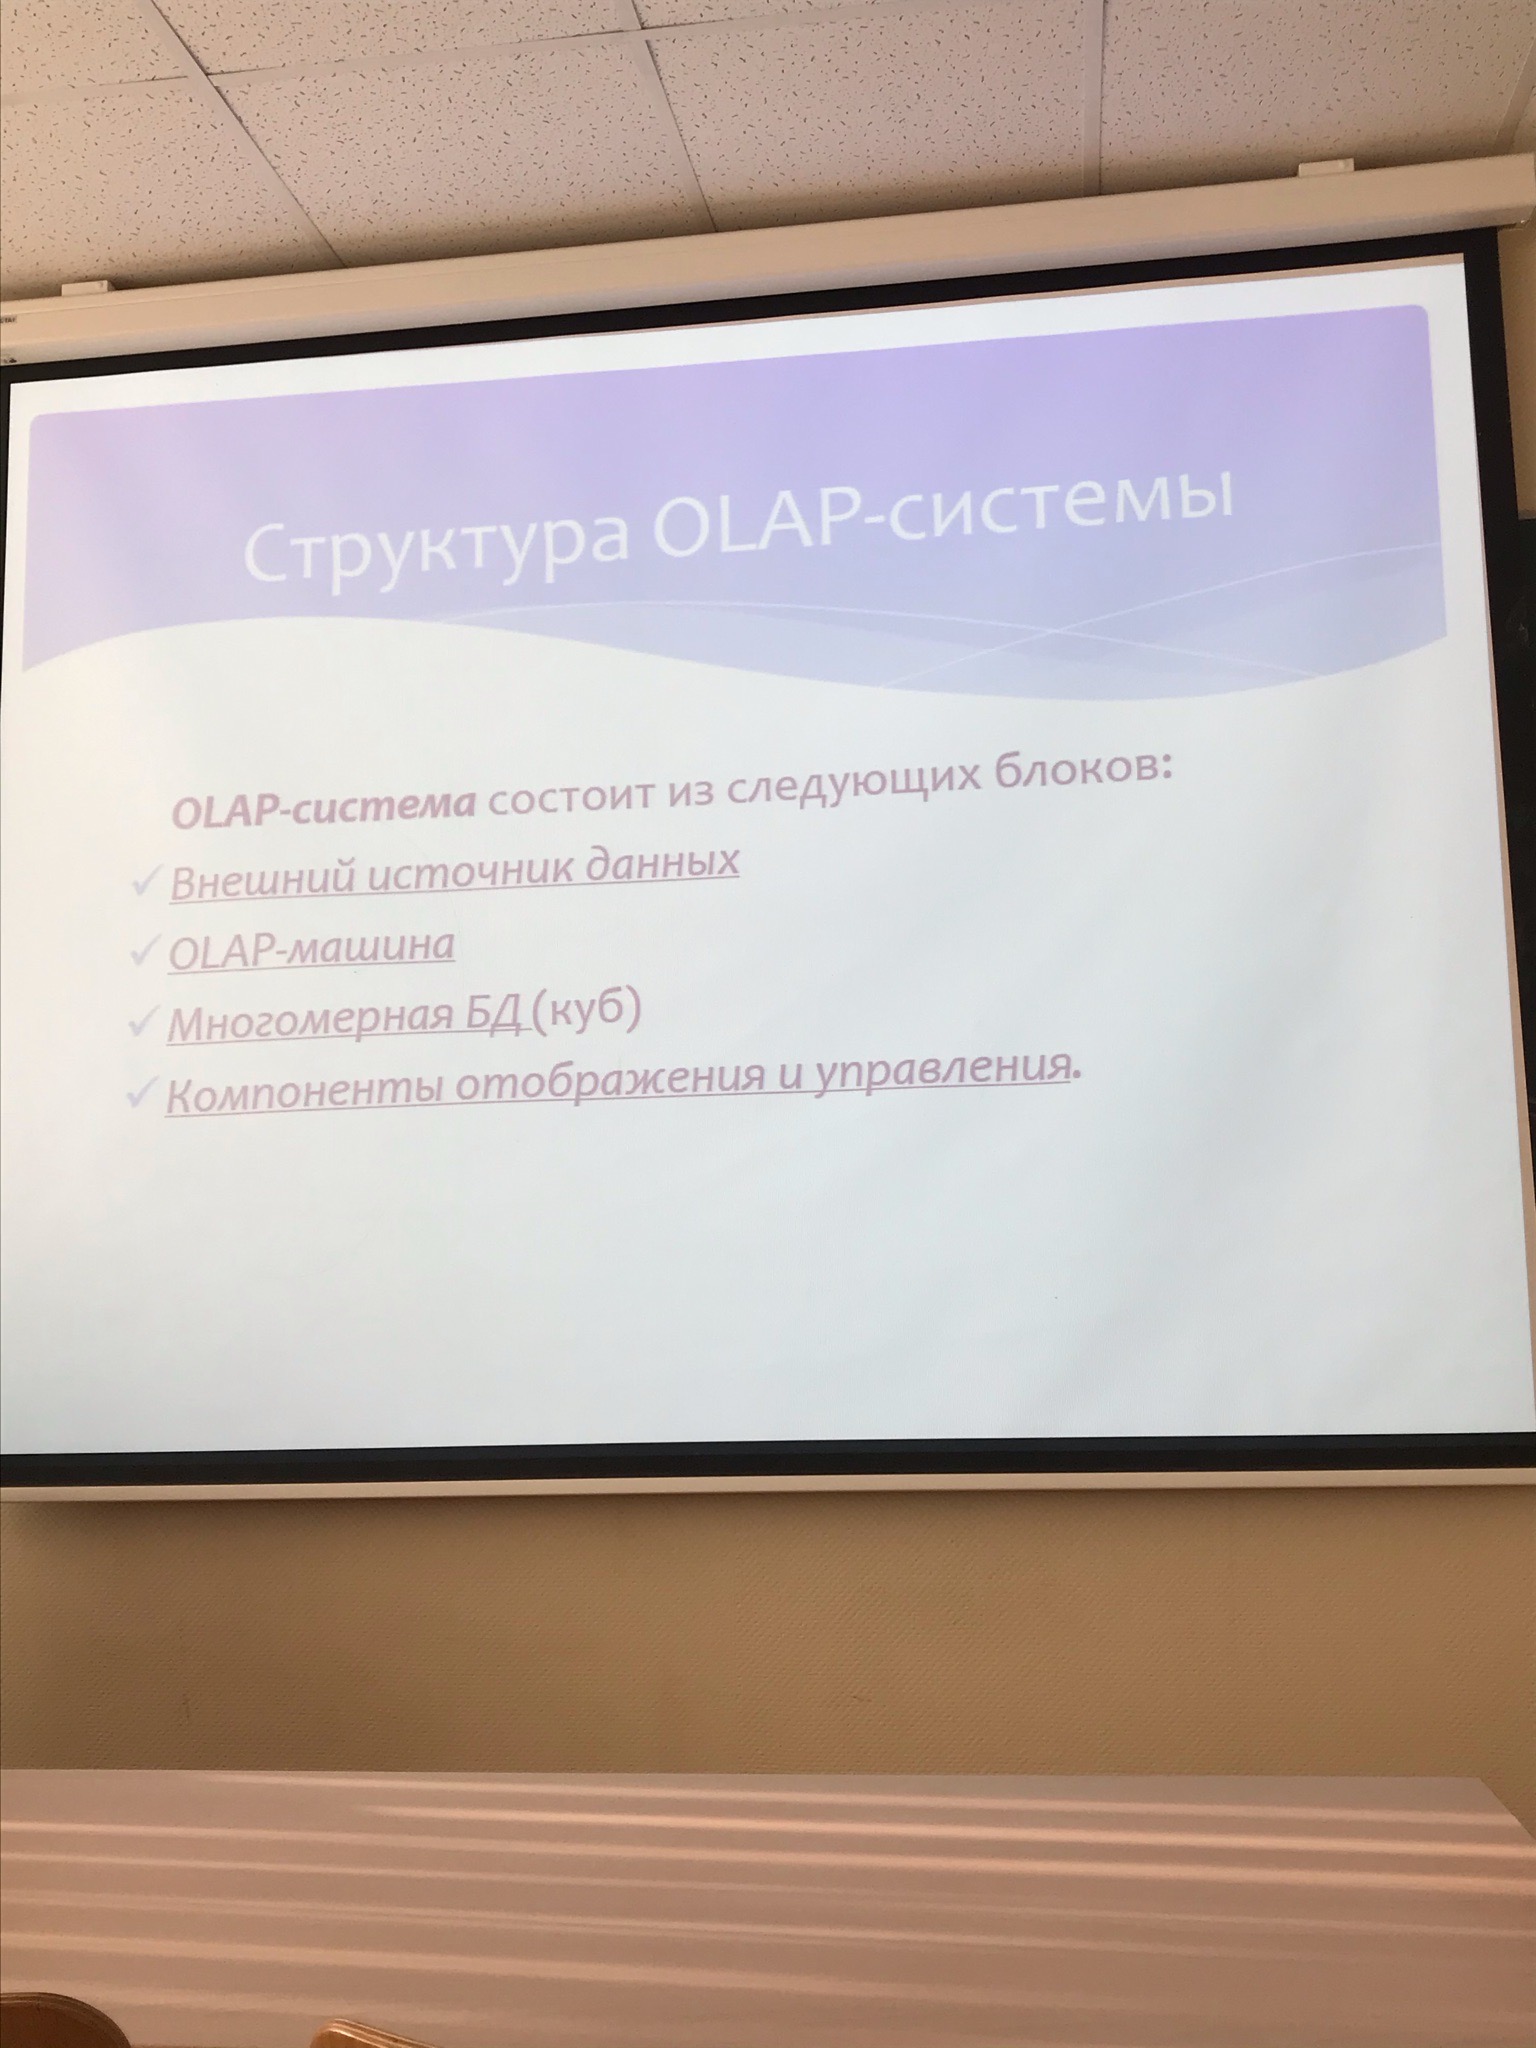 Структура OLAP-системы
OLAP-система состоит из следующих блоков:
✓ Внешний источник данных
✓ OLAP-машина
✓ Многомерная БД (куб)
✓ Компоненты отображения и управления.